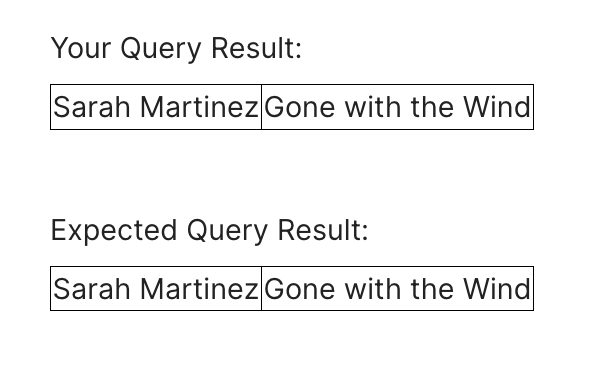 Your Query Result:
Sarah Martinez Gone with the Wind
Expected Query Result:
Sarah Martinez Gone with the Wind